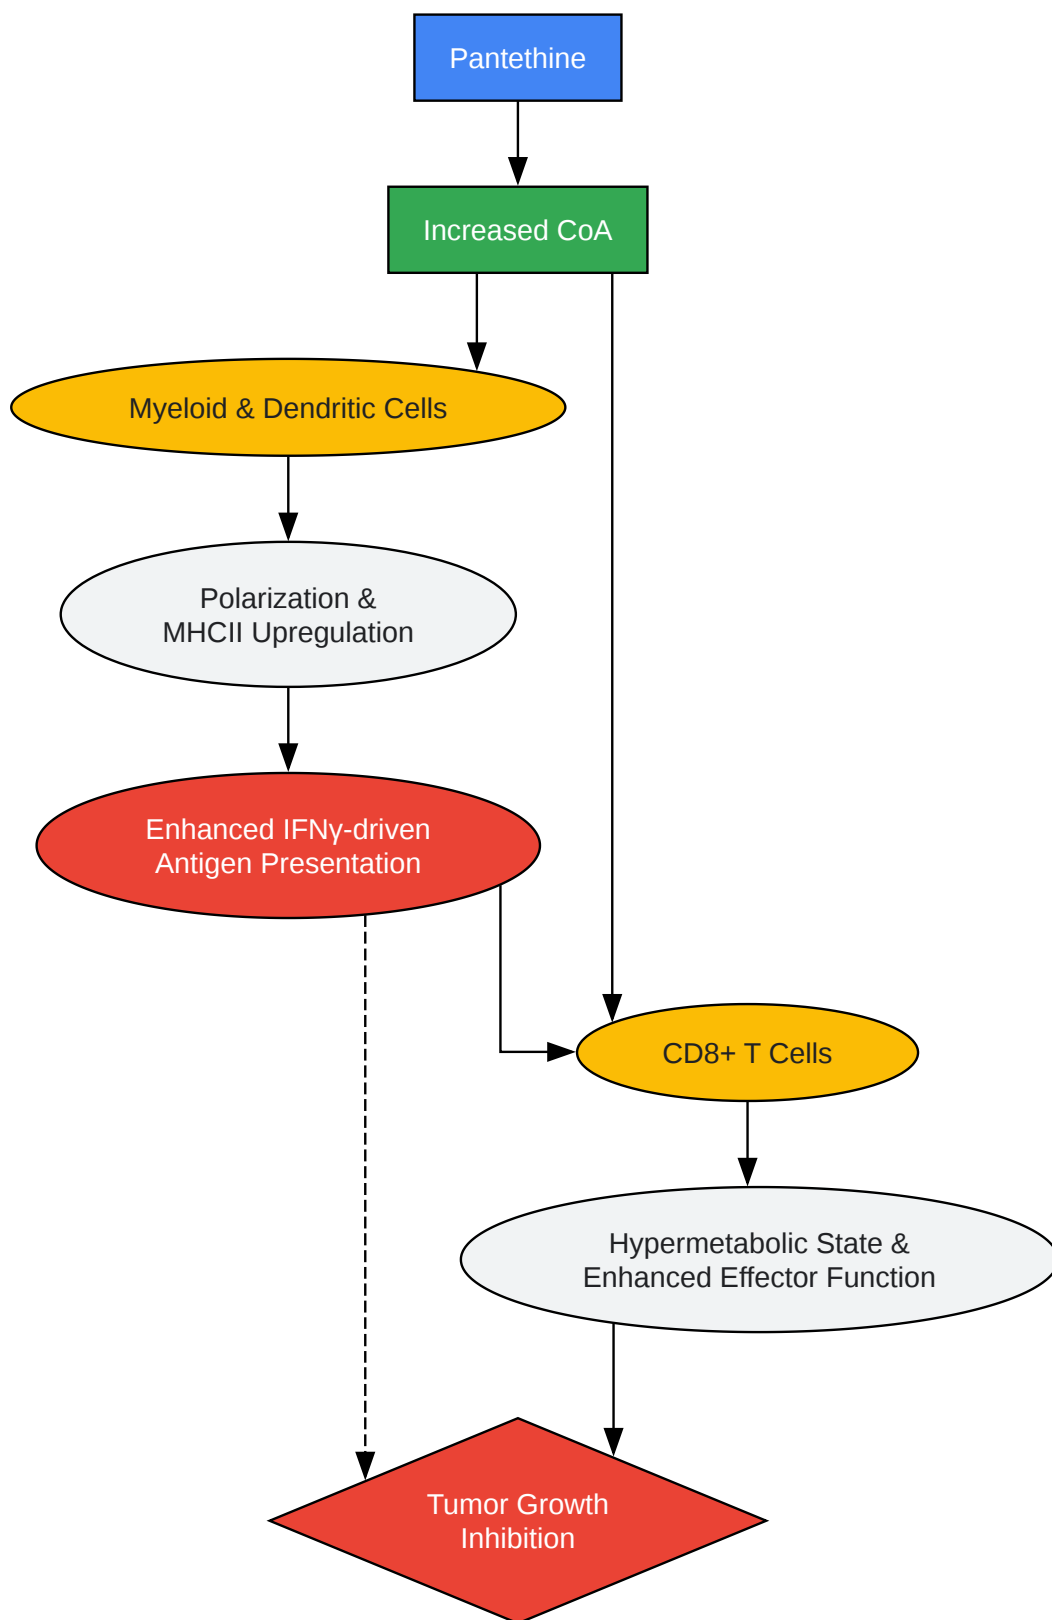 Pantethine
Increased CoA
Myeloid & Dendritic Cells
Polarization &
MHCII Upregulation
Enhanced IFNγ-driven
Antigen Presentation
CD8+ T Cells
Hypermetabolic State &
Enhanced Effector Function
Tumor Growth
Inhibition